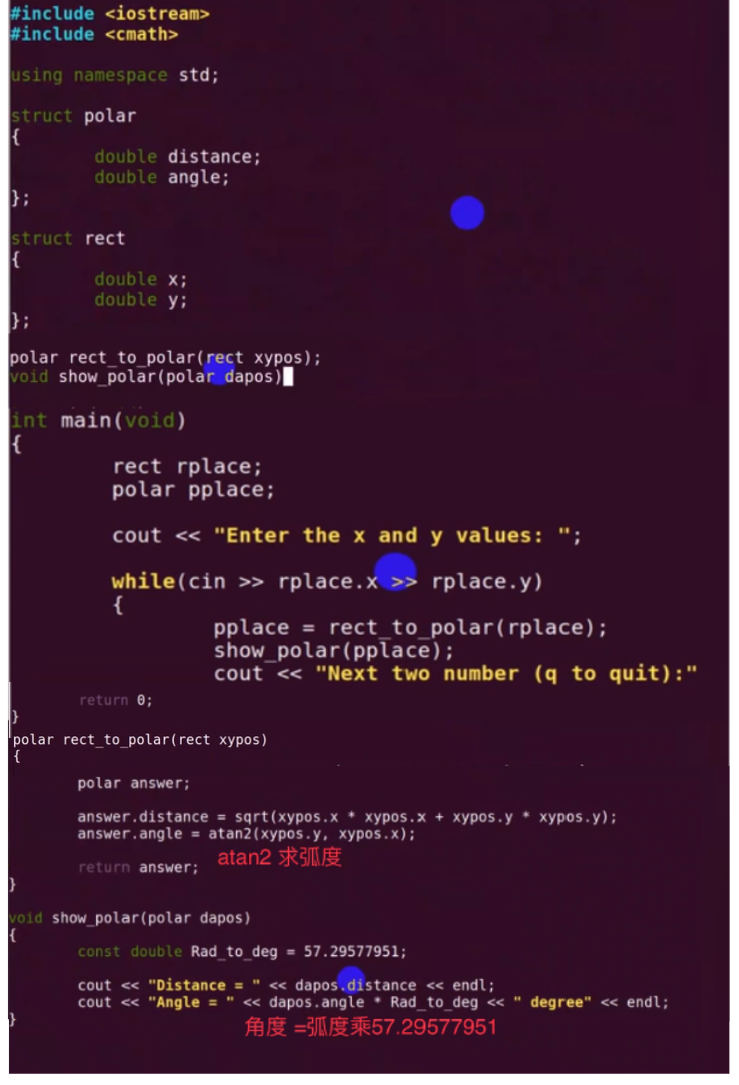 #include <iostream>
#include <cmath>
using namespace std;
struct polar
{
double distance;
double angle;
};
struct rect
{
double x;
double y;
};
polar rect_to_polar(rect xypos);
void show_polar(polar dapos)
int main(void)
{
rect rplace;
polar pplace;
cout << "Enter the x and y values: ";
while(cin >> rplace.x >> rplace.y)
{
pplace = rect_to_polar(rplace);
show_polar(pplace);
cout << "Next two number (q to quit):"
return 0;
}
polar rect_to_polar(rect xypos)
{
polar answer;
answer.distance = sqrt(xypos.x * xypos.x + xypos.y * xypos.y);
answer.angle = atan2(xypos.y, xypos.x);
atan2 求弧度
return answer;
}
void show_polar(polar dapos)
{
const double Rad_to_deg = 57.29577951;
cout << "Distance = " << dapos.distance << endl;
cout << "Angle = " << dapos.angle * Rad_to_deg << " degree" << endl;
}
角度 =弧度乘57.29577951